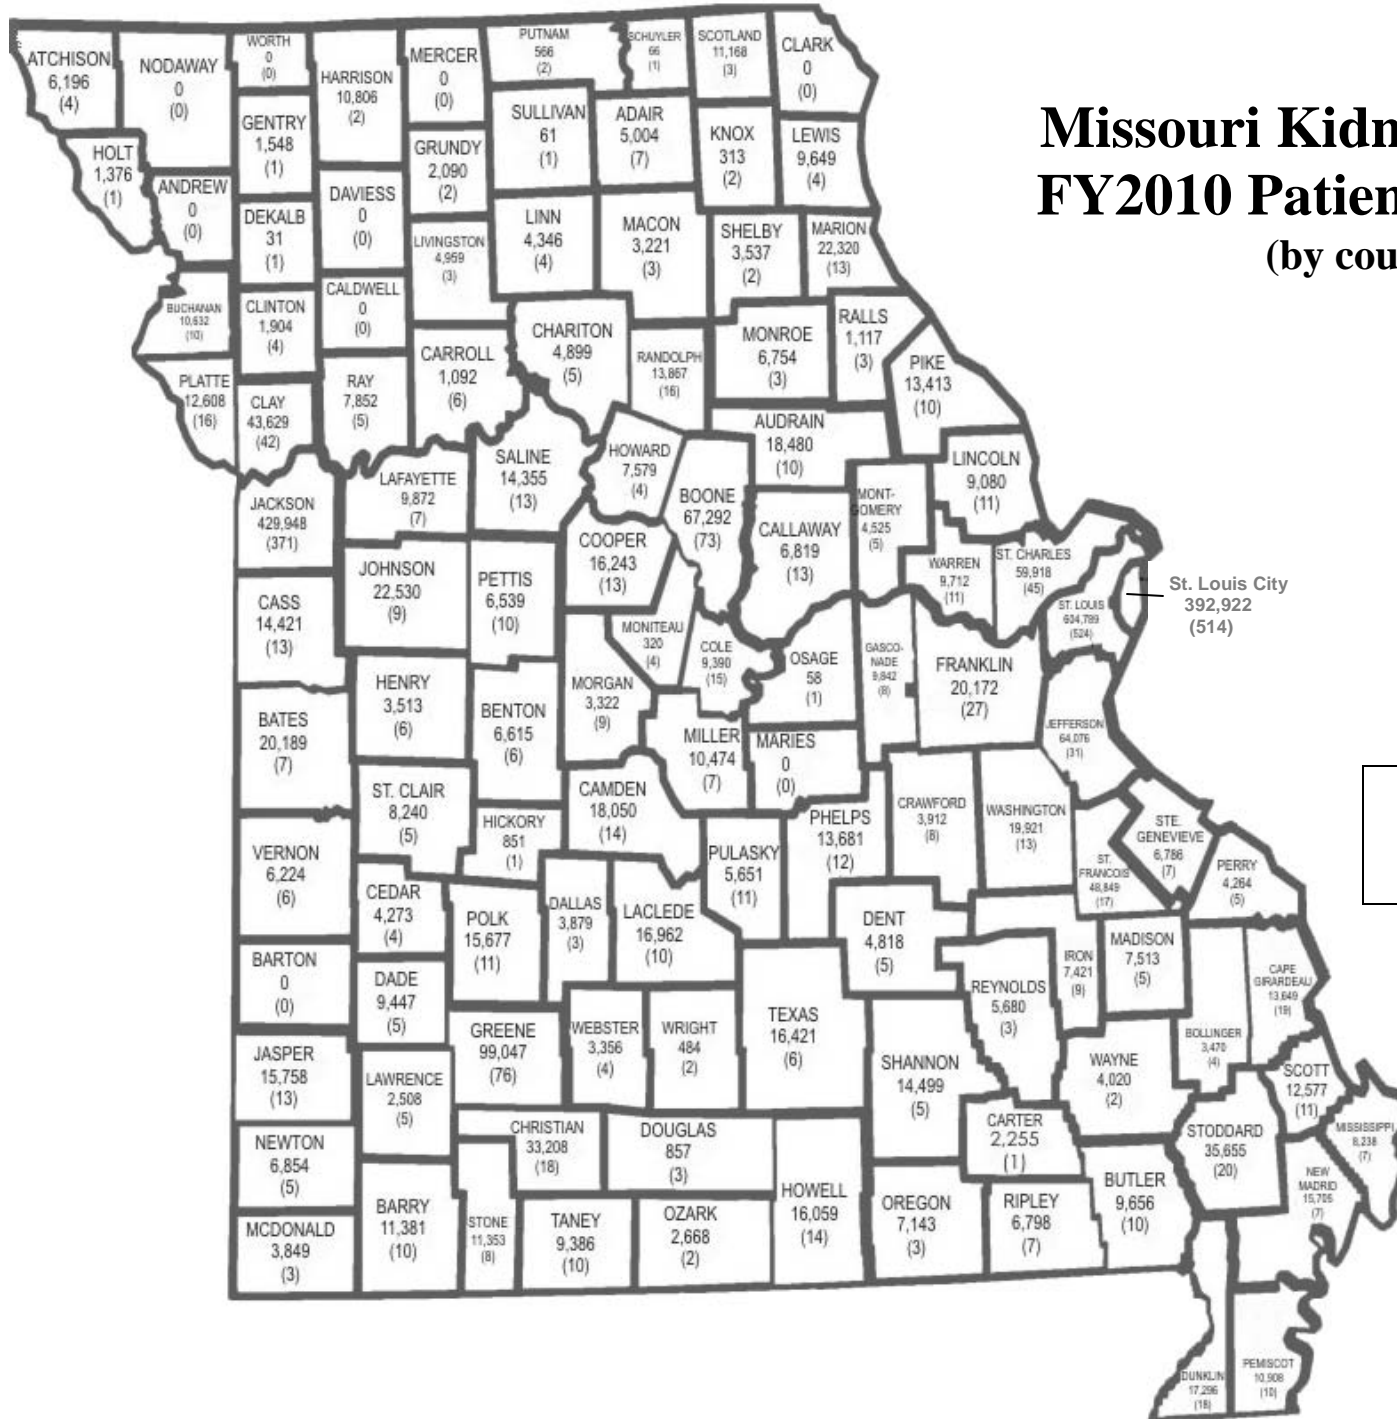 Missouri Kidn
FY2010 Patien
(by cou
ATCHISON
6,196
(4)
NODAWAY
0
(0)
WORTH
0
(0)
HARRISON
10,806
(2)
MERCER
0
(0)
PUTNAM
566
(2)
SCHUYLER
66
(1)
SCOTLAND
11,168
(3)
CLARK
0
(0)
HOLT
1,376
(1)
ANDREW
0
(0)
GENTRY
1,548
(1)
DEKALB
31
(1)
DAVIESS
0
(0)
GRUNDY
2,090
(2)
SULLIVAN
61
(1)
ADAIR
5,004
(7)
KNOX
313
(2)
LEWIS
9,649
(4)
LIVINGSTON
4,959
(3)
LINN
4,346
(4)
MACON
3,221
(3)
SHELBY
3,537
(2)
MARION
22,320
(13)
BUCHANAN
10,632
(10)
CLINTON
1,904
(4)
CALDWELL
0
(0)
CARROLL
1,092
(6)
CHARITON
4,899
(5)
RANDOLPH
13,867
(16)
MONROE
6,754
(3)
RALLS
1,117
(3)
PIKE
13,413
(10)
PLATTE
12,608
(16)
CLAY
43,629
(42)
RAY
7,852
(5)
AUDRAIN
18,480
(10)
JACKSON
429,948
(371)
LAFAYETTE
9,872
(7)
SALINE
14,355
(13)
HOWARD
7,579
(4)
BOONE
67,292
(73)
CALLAWAY
6,819
(13)
MONT-
GOMERY
4,525
(5)
LINCOLN
9,080
(11)
COOPER
16,243
(13)
WARREN
9,712
(11)
ST. CHARLES
59,918
(45)
ST. LOUIS
604,789
(524)
St. Louis City
392,922
(514)
CASS
14,421
(13)
JOHNSON
22,530
(9)
PETTIS
6,539
(10)
MONITEAU
320
(4)
COLE
9,390
(15)
OSAGE
58
(1)
GASCO-
NADE
9,842
(8)
FRANKLIN
20,172
(27)
JEFFERSON
64,076
(31)
BATES
20,189
(7)
HENRY
3,513
(6)
BENTON
6,615
(6)
MORGAN
3,322
(9)
MILLER
10,474
(7)
MARIES
0
(0)
ST. CLAIR
8,240
(5)
HICKORY
851
(1)
CAMDEN
18,050
(14)
PULASKY
5,651
(11)
PHELPS
13,681
(12)
CRAWFORD
3,912
(8)
WASHINGTON
19,921
(13)
ST.
FRANCOIS
48,849
(17)
STE.
GENEVIEVE
6,786
(7)
PERRY
4,264
(5)
VERNON
6,224
(6)
CEDAR
4,273
(4)
POLK
15,677
(11)
DALLAS
3,879
(3)
LACLEDE
16,962
(10)
DENT
4,818
(5)
IRON
7,421
(9)
MADISON
7,513
(5)
BARTON
0
(0)
DADE
9,447
(5)
REYNOLDS
5,680
(3)
BOLLINGER
3,470
(4)
CAPE
GIRARDEAU
13,649
(19)
JASPER
15,758
(13)
LAWRENCE
2,508
(5)
GREENE
99,047
(76)
WEBSTER
3,356
(4)
WRIGHT
484
(2)
TEXAS
16,421
(6)
SHANNON
14,499
(5)
WAYNE
4,020
(2)
SCOTT
12,577
(11)
NEWTON
6,854
(5)
CHRISTIAN
33,208
(18)
DOUGLAS
857
(3)
CARTER
2,255
(1)
STODDARD
35,655
(20)
MISSISSIPPI
8,238
(7)
MCDONALD
3,849
(3)
BARRY
11,381
(10)
STONE
11,353
(8)
TANEY
9,386
(10)
OZARK
2,668
(2)
HOWELL
16,059
(14)
OREGON
7,143
(3)
RIPLEY
6,798
(7)
BUTLER
9,656
(10)
NEW
MADRID
15,705
(7)
DUNKLIN
17,296
(18)
PEMISCOT
10,908
(10)